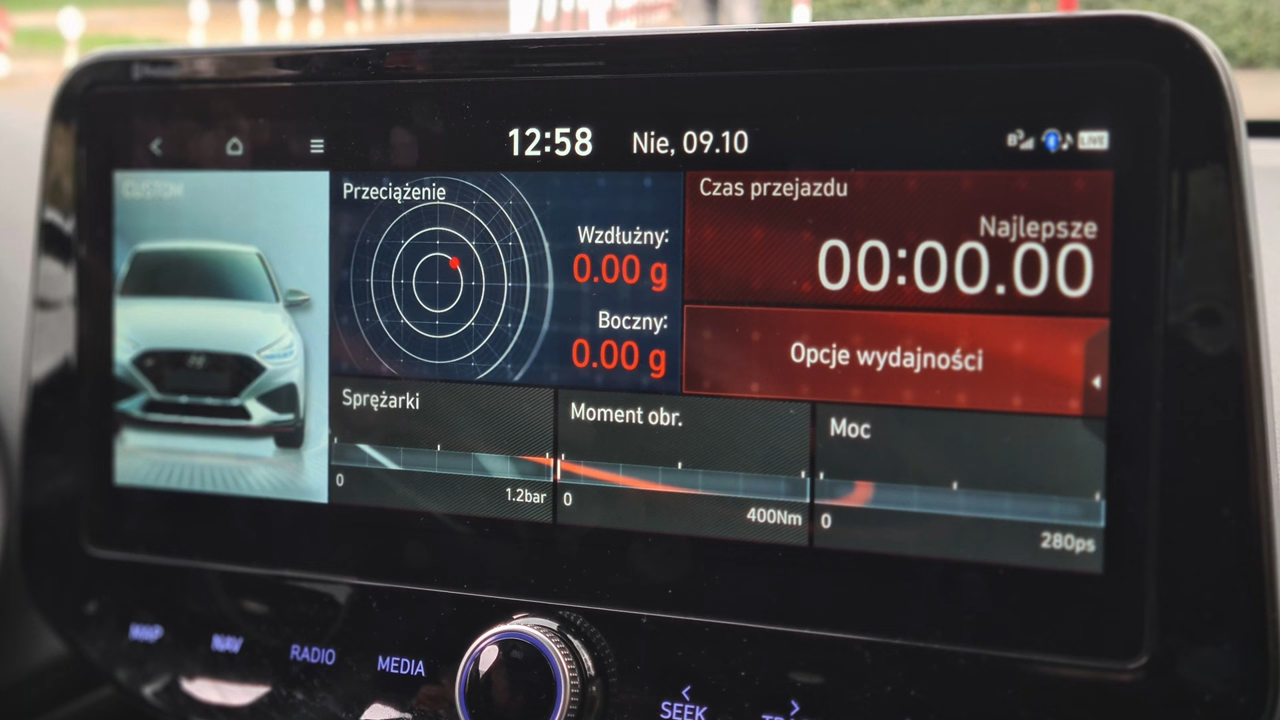 12:58 Nie, 09.10
LIVE
CUSTOM
Przeciążenie
Wzdłużny:
0.00 g
Boczny:
0.00 g
Czas przejazdu
Najlepsze
00:00.00
Opcje wydajności
Sprężarki
0 1.2bar
Moment obr.
0 400Nm
Moc
0 280ps
MAP NAV RADIO MEDIA
SEEK